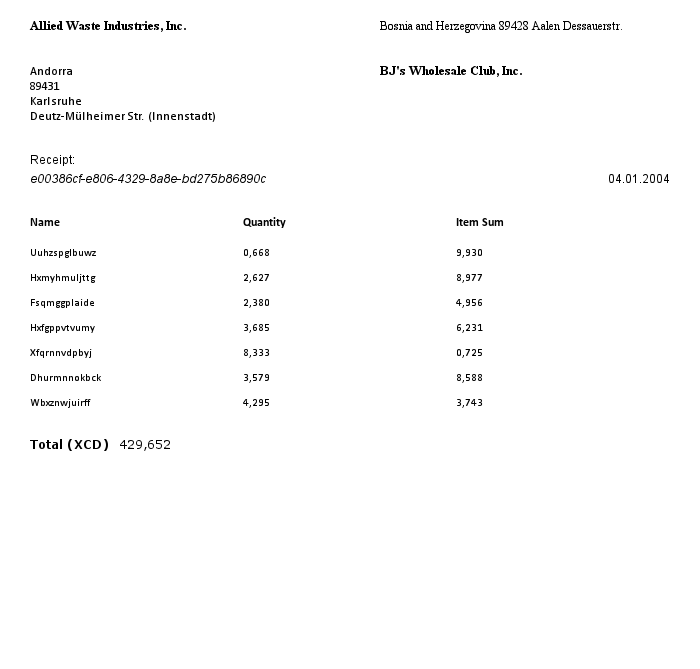 Allied Waste Industries, Inc.
Bosnia and Herzegovina 89428 Aalen Dessauerstr.
Andorra
89431
Karlsruhe
Deutz-Mülheimer Str. (Innenstadt)
BJ's Wholesale Club, Inc.
Receipt:
e00386cf-e806-4329-8a8e-bd275b86890c
04.01.2004
Name Quantity Item Sum
Uuhzspglbuwz 0,668 9,930
Hxmyhmuljttg 2,627 8,977
Fsqmggplaide 2,380 4,956
Hxfgppvtvumy 3,685 6,231
Xfqrnnvdpbyj 8,333 0,725
Dhurmnnokbck 3,579 8,588
Wbxznwjuirff 4,295 3,743
Total (XCD) 429,652